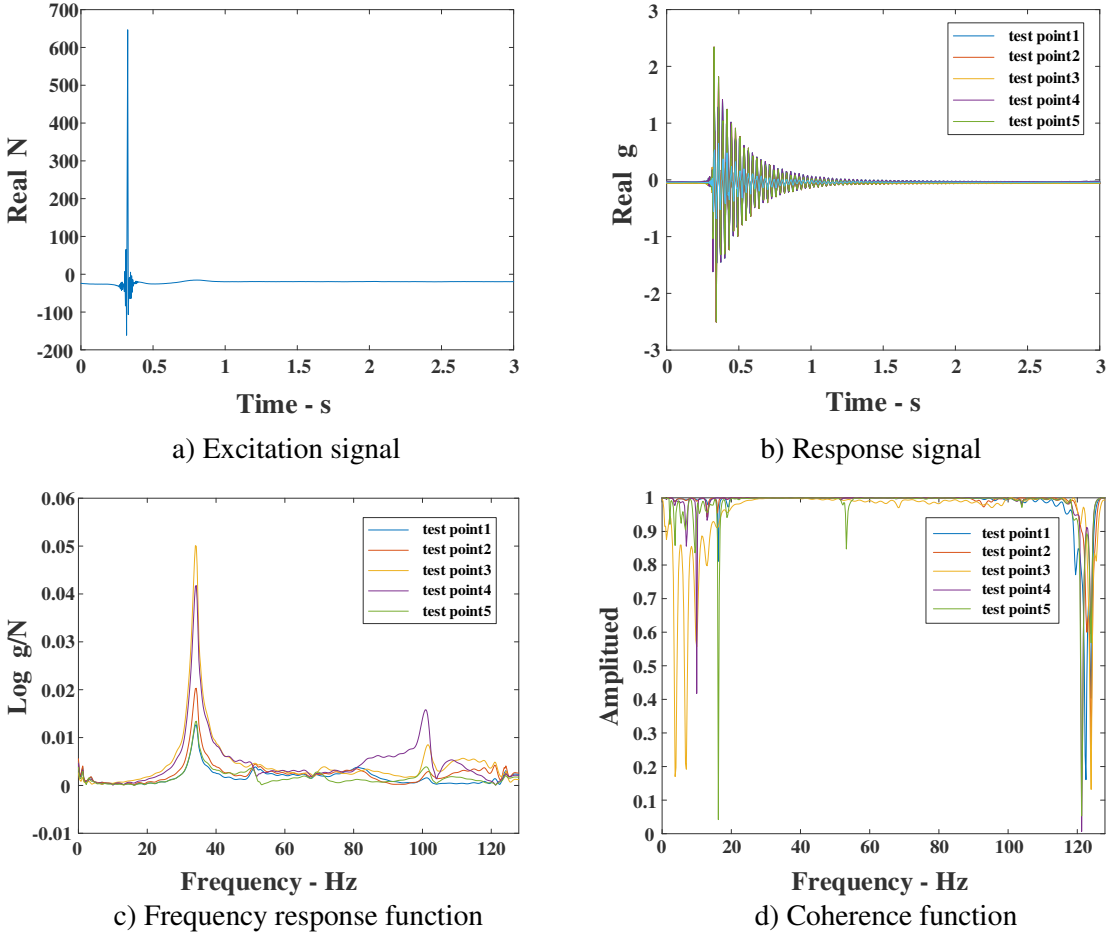 700
600
500
400
300
200
100
0
-100
-200
Real N
0 0.5 1 1.5 2 2.5 3
Time - s
a) Excitation signal
3
2
1
0
-1
-2
-3
Real g
test point1
test point2
test point3
test point4
test point5
0 0.5 1 1.5 2 2.5 3
Time - s
b) Response signal
0.06
0.05
0.04
0.03
0.02
0.01
0
-0.01
Log g/N
test point1
test point2
test point3
test point4
test point5
0 20 40 60 80 100 120
Frequency - Hz
c) Frequency response function
1
0.9
0.8
0.7
0.6
0.5
0.4
0.3
0.2
0.1
0
Amplitued
test point1
test point2
test point3
test point4
test point5
0 20 40 60 80 100 120
Frequency - Hz
d) Coherence function